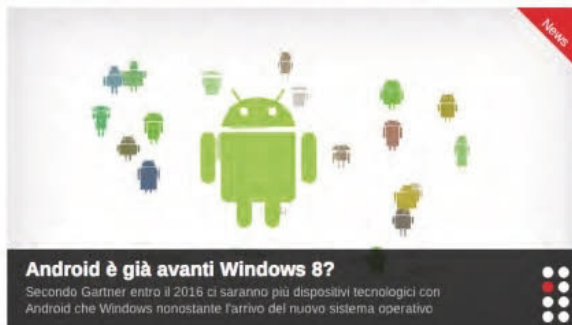 News
Android è già avanti Windows 8?
Secondo Gartner entro il 2016 ci saranno più dispositivi tecnologici con
Android che Windows nonostante l'arrivo del nuovo sistema operativo